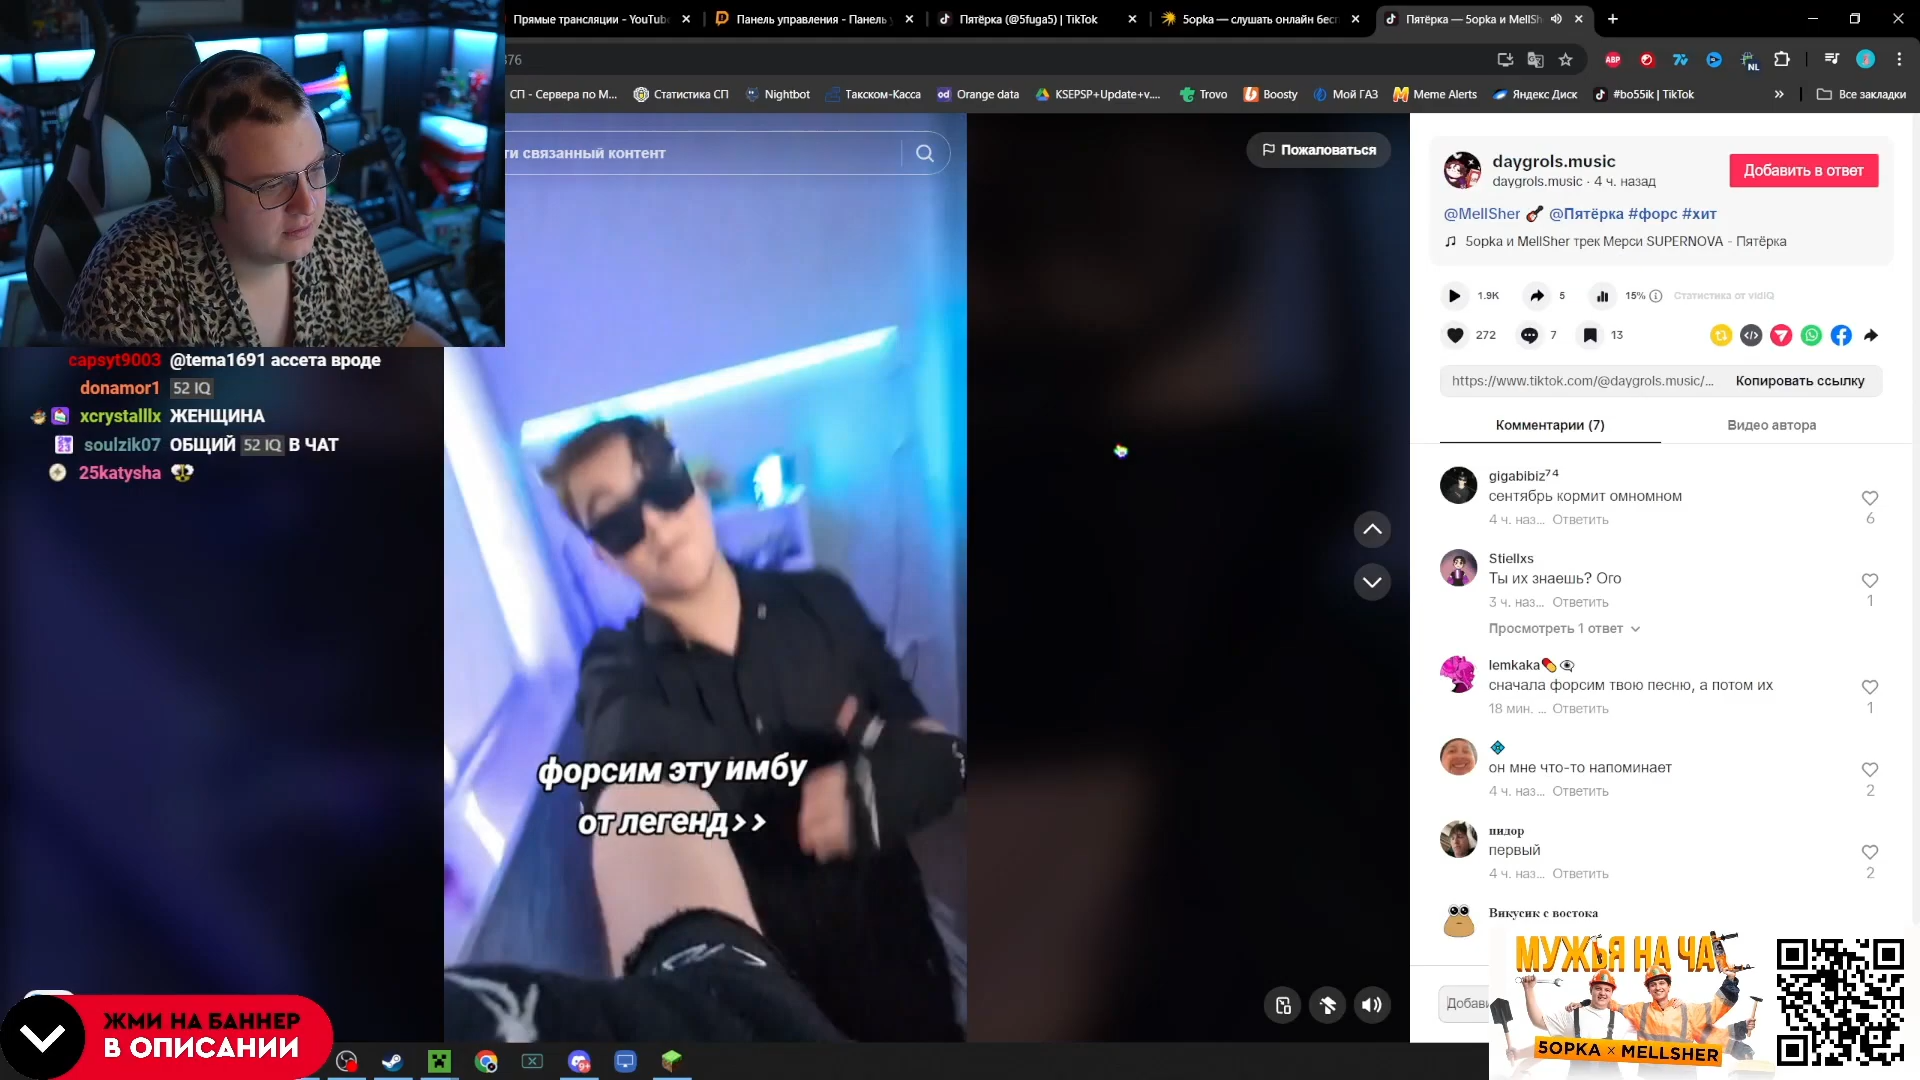 Прямые трансляции - YouTube
Панель управления - Панель
Пятёрка (@5fuga5) | TikTok
5opka — слушать онлайн бесп
Пятёрка — 5opka и MellSh
376
СП - Сервера по М...
Статистика СП
Nightbot
Такском-Касса
Orange data
KSEPSP+Update+v....
Trovo
Boosty
Мой ГАЗ
Meme Alerts
Яндекс Диск
#bo55ik | TikTok
»
Все закладки
ти связанный контент
Пожаловаться
capsyt9003 @tema1691 ассета вроде
donamor1 52 IQ
xcrystalllx ЖЕНЩИНА
soulzik07 ОБЩИЙ 52 IQ В ЧАТ
25katysha
форсим эту имбу
от легенд>>
daygrols.music
daygrols.music · 4 ч. назад
Добавить в ответ
@MellSher 🎸 @Пятёрка #форс #хит
5opka и MellSher трек Мерси SUPERNOVA - Пятёрка
1.9K
5
15%
Статистика от vidIQ
272
7
13
https://www.tiktok.com/@daygrols.music/...
Копировать ссылку
Комментарии (7)
Видео автора
gigabibiz⁷⁴
сентябрь кормит омномном
4 ч. наз... Ответить
6
Stiellxs
Ты их знаешь? Ого
3 ч. наз... Ответить
1
Просмотреть 1 ответ
lemkaka💊👁
сначала форсим твою песню, а потом их
18 мин. ... Ответить
1
он мне что-то напоминает
4 ч. наз... Ответить
2
пидор
первый
4 ч. наз... Ответить
2
Викусик с востока
Добави
МУЖЬЯ НА ЧА
5OPKA × MELLSHER
ЖМИ НА БАННЕР
В ОПИСАНИИ